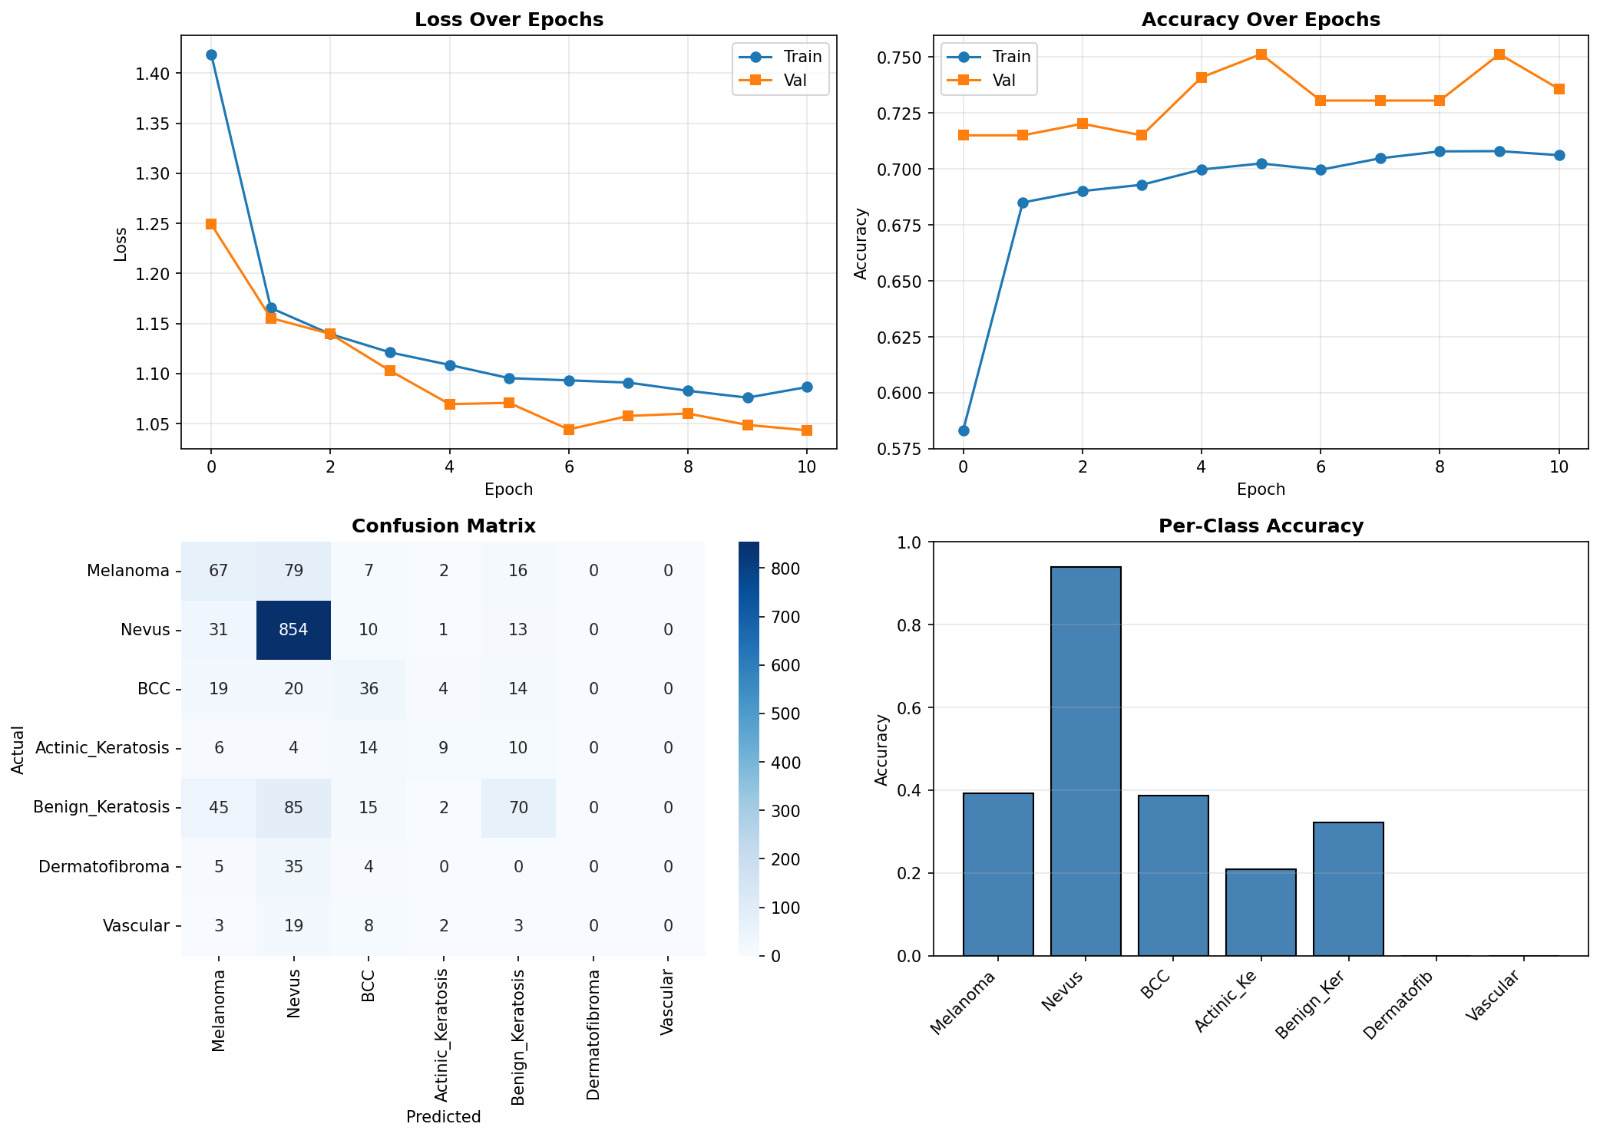 Loss Over Epochs
Train
Val
1.40
1.35
1.30
1.25
1.20
1.15
1.10
1.05
Loss
0 2 4 6 8 10
Epoch
Accuracy Over Epochs
Train
Val
0.750
0.725
0.700
0.675
0.650
0.625
0.600
0.575
Accuracy
0 2 4 6 8 10
Epoch
Confusion Matrix
Actual
Melanoma 67 79 7 2 16 0 0
Nevus 31 854 10 1 13 0 0
BCC 19 20 36 4 14 0 0
Actinic_Keratosis 6 4 14 9 10 0 0
Benign_Keratosis 45 85 15 2 70 0 0
Dermatofibroma 5 35 4 0 0 0 0
Vascular 3 19 8 2 3 0 0
Melanoma
Nevus
BCC
Actinic_Keratosis
Benign_Keratosis
Dermatofibroma
Vascular
Predicted
800
700
600
500
400
300
200
100
0
Per-Class Accuracy
1.0
0.8
0.6
0.4
0.2
0.0
Accuracy
Melanoma
Nevus
BCC
Actinic_Ke
Benign_Ker
Dermatofib
Vascular